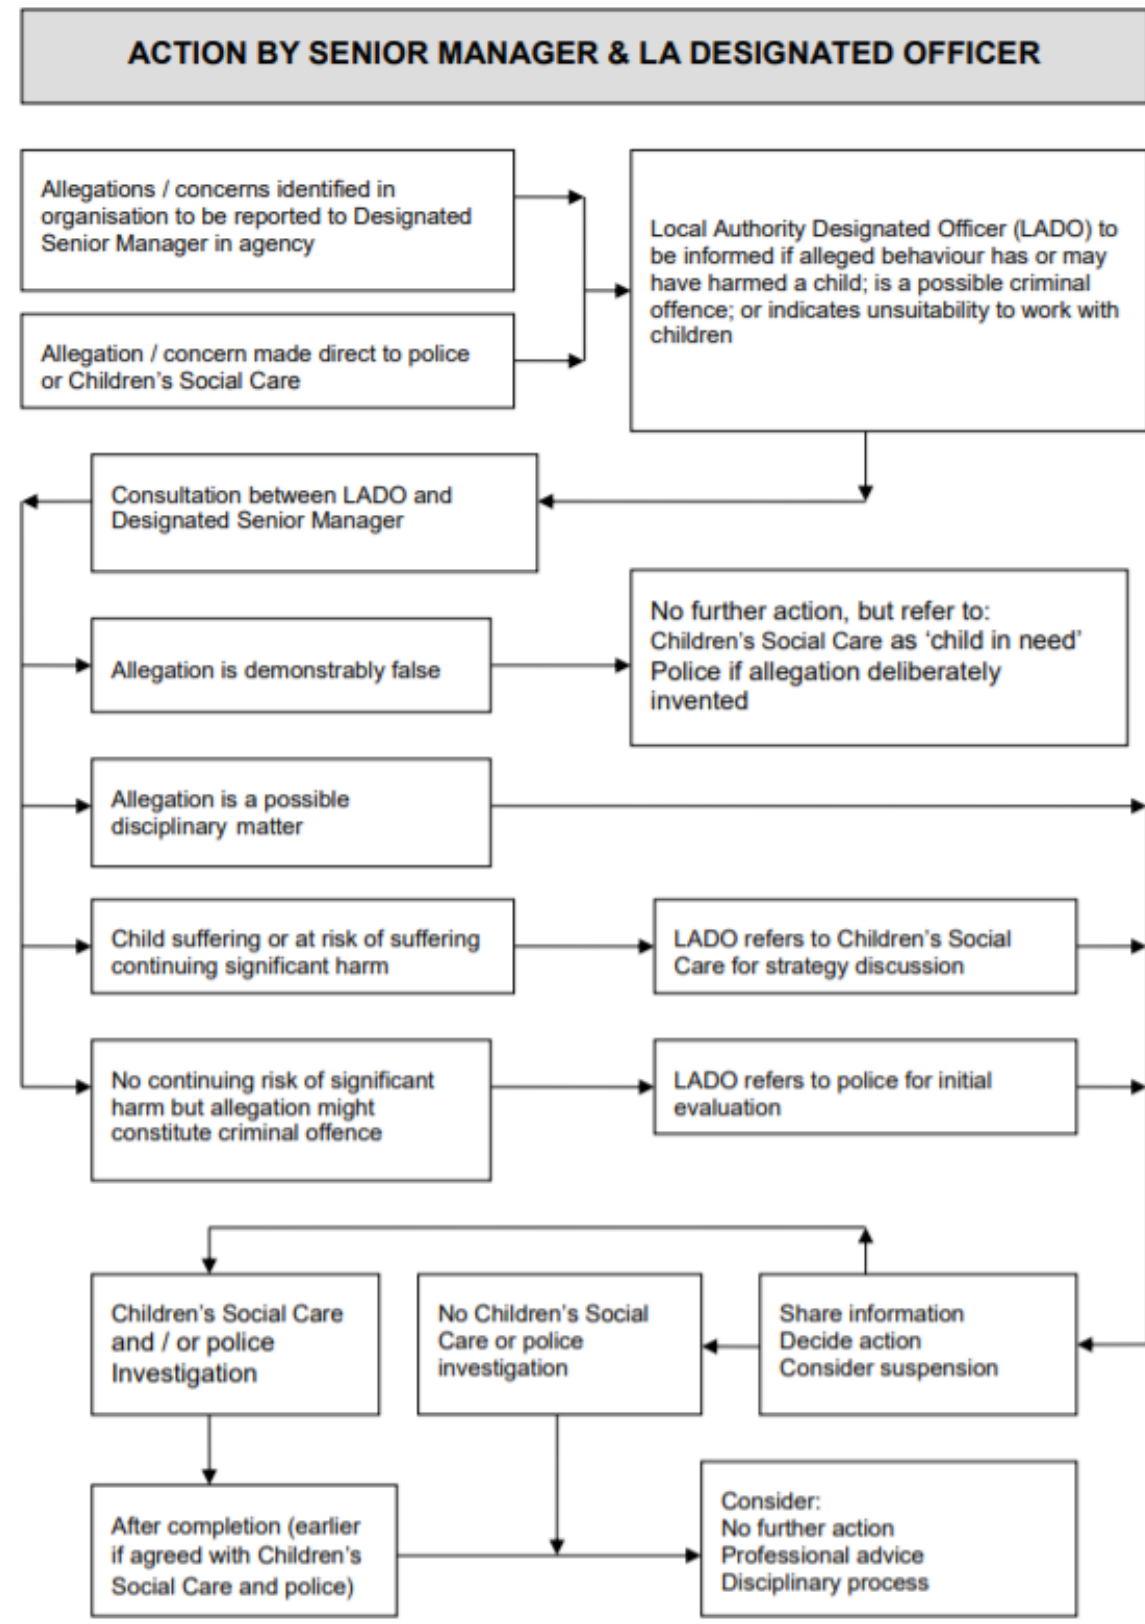 ACTION BY SENIOR MANAGER & LA DESIGNATED OFFICER
Allegations / concerns identified in
organisation to be reported to Designated
Senior Manager in agency
Allegation / concern made direct to police
or Children’s Social Care
Local Authority Designated Officer (LADO) to
be informed if alleged behaviour has or may
have harmed a child; is a possible criminal
offence; or indicates unsuitability to work with
children
Consultation between LADO and
Designated Senior Manager
Allegation is demonstrably false
No further action, but refer to:
Children’s Social Care as ‘child in need’
Police if allegation deliberately
invented
Allegation is a possible
disciplinary matter
Child suffering or at risk of suffering
continuing significant harm
LADO refers to Children’s Social
Care for strategy discussion
No continuing risk of significant
harm but allegation might
constitute criminal offence
LADO refers to police for initial
evaluation
Children’s Social Care
and / or police
Investigation
No Children’s Social
Care or police
investigation
Share information
Decide action
Consider suspension
After completion (earlier
if agreed with Children’s
Social Care and police)
Consider:
No further action
Professional advice
Disciplinary process